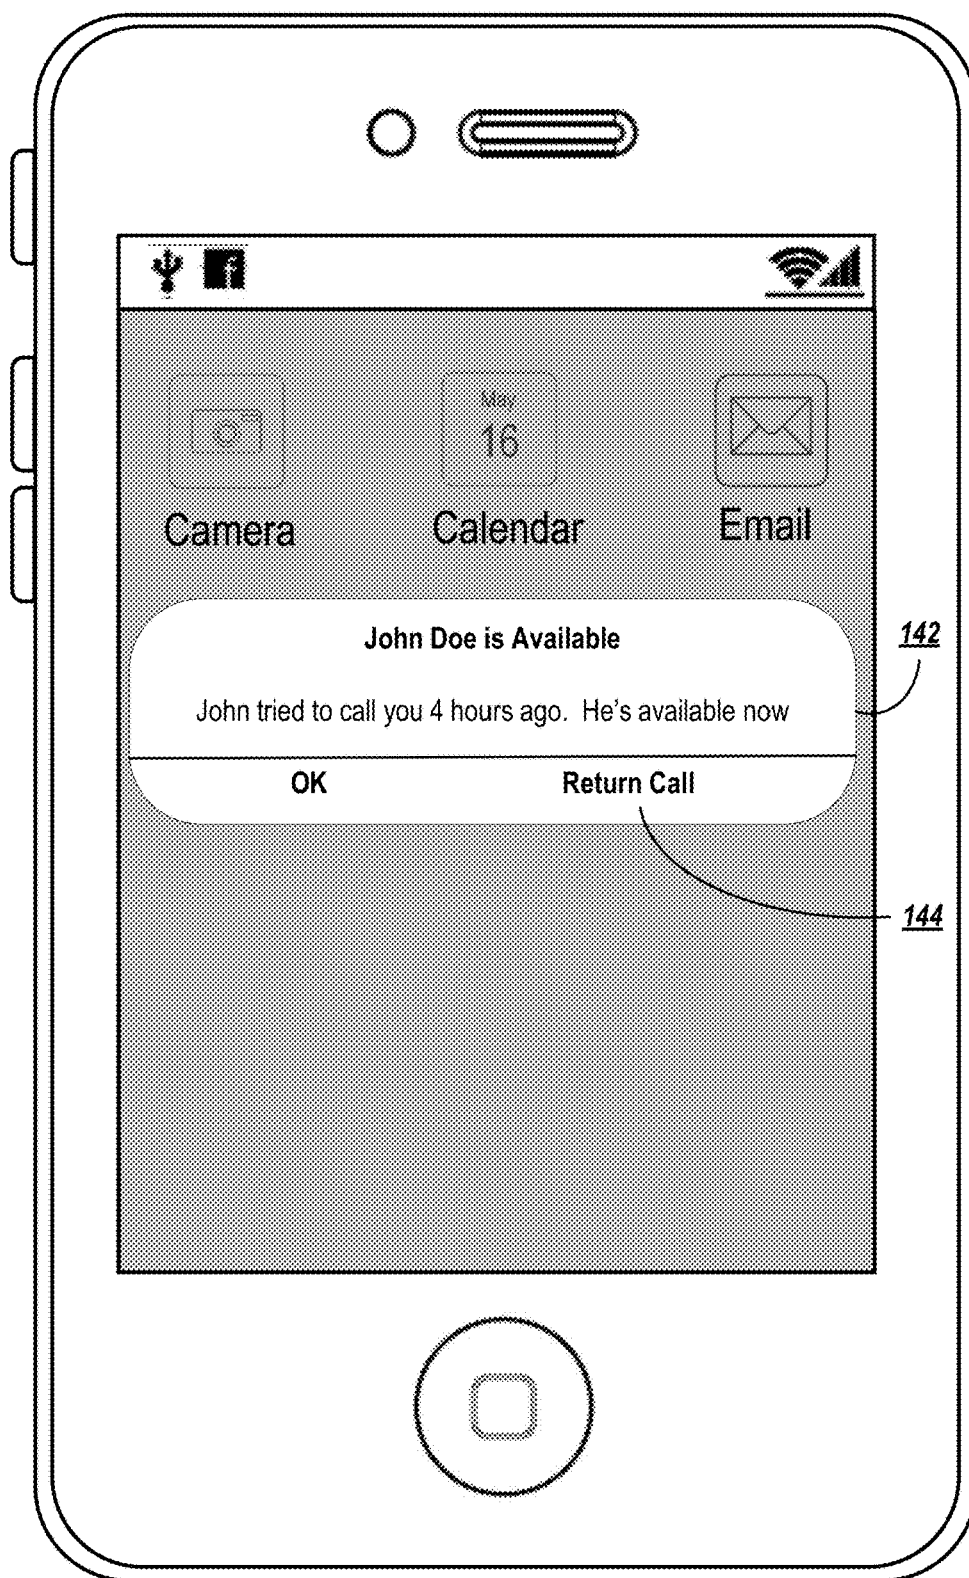 f
May
16
Camera Calendar Email
John Doe is Available
142
John tried to call you 4 hours ago. He's available now
OK Return Call
144